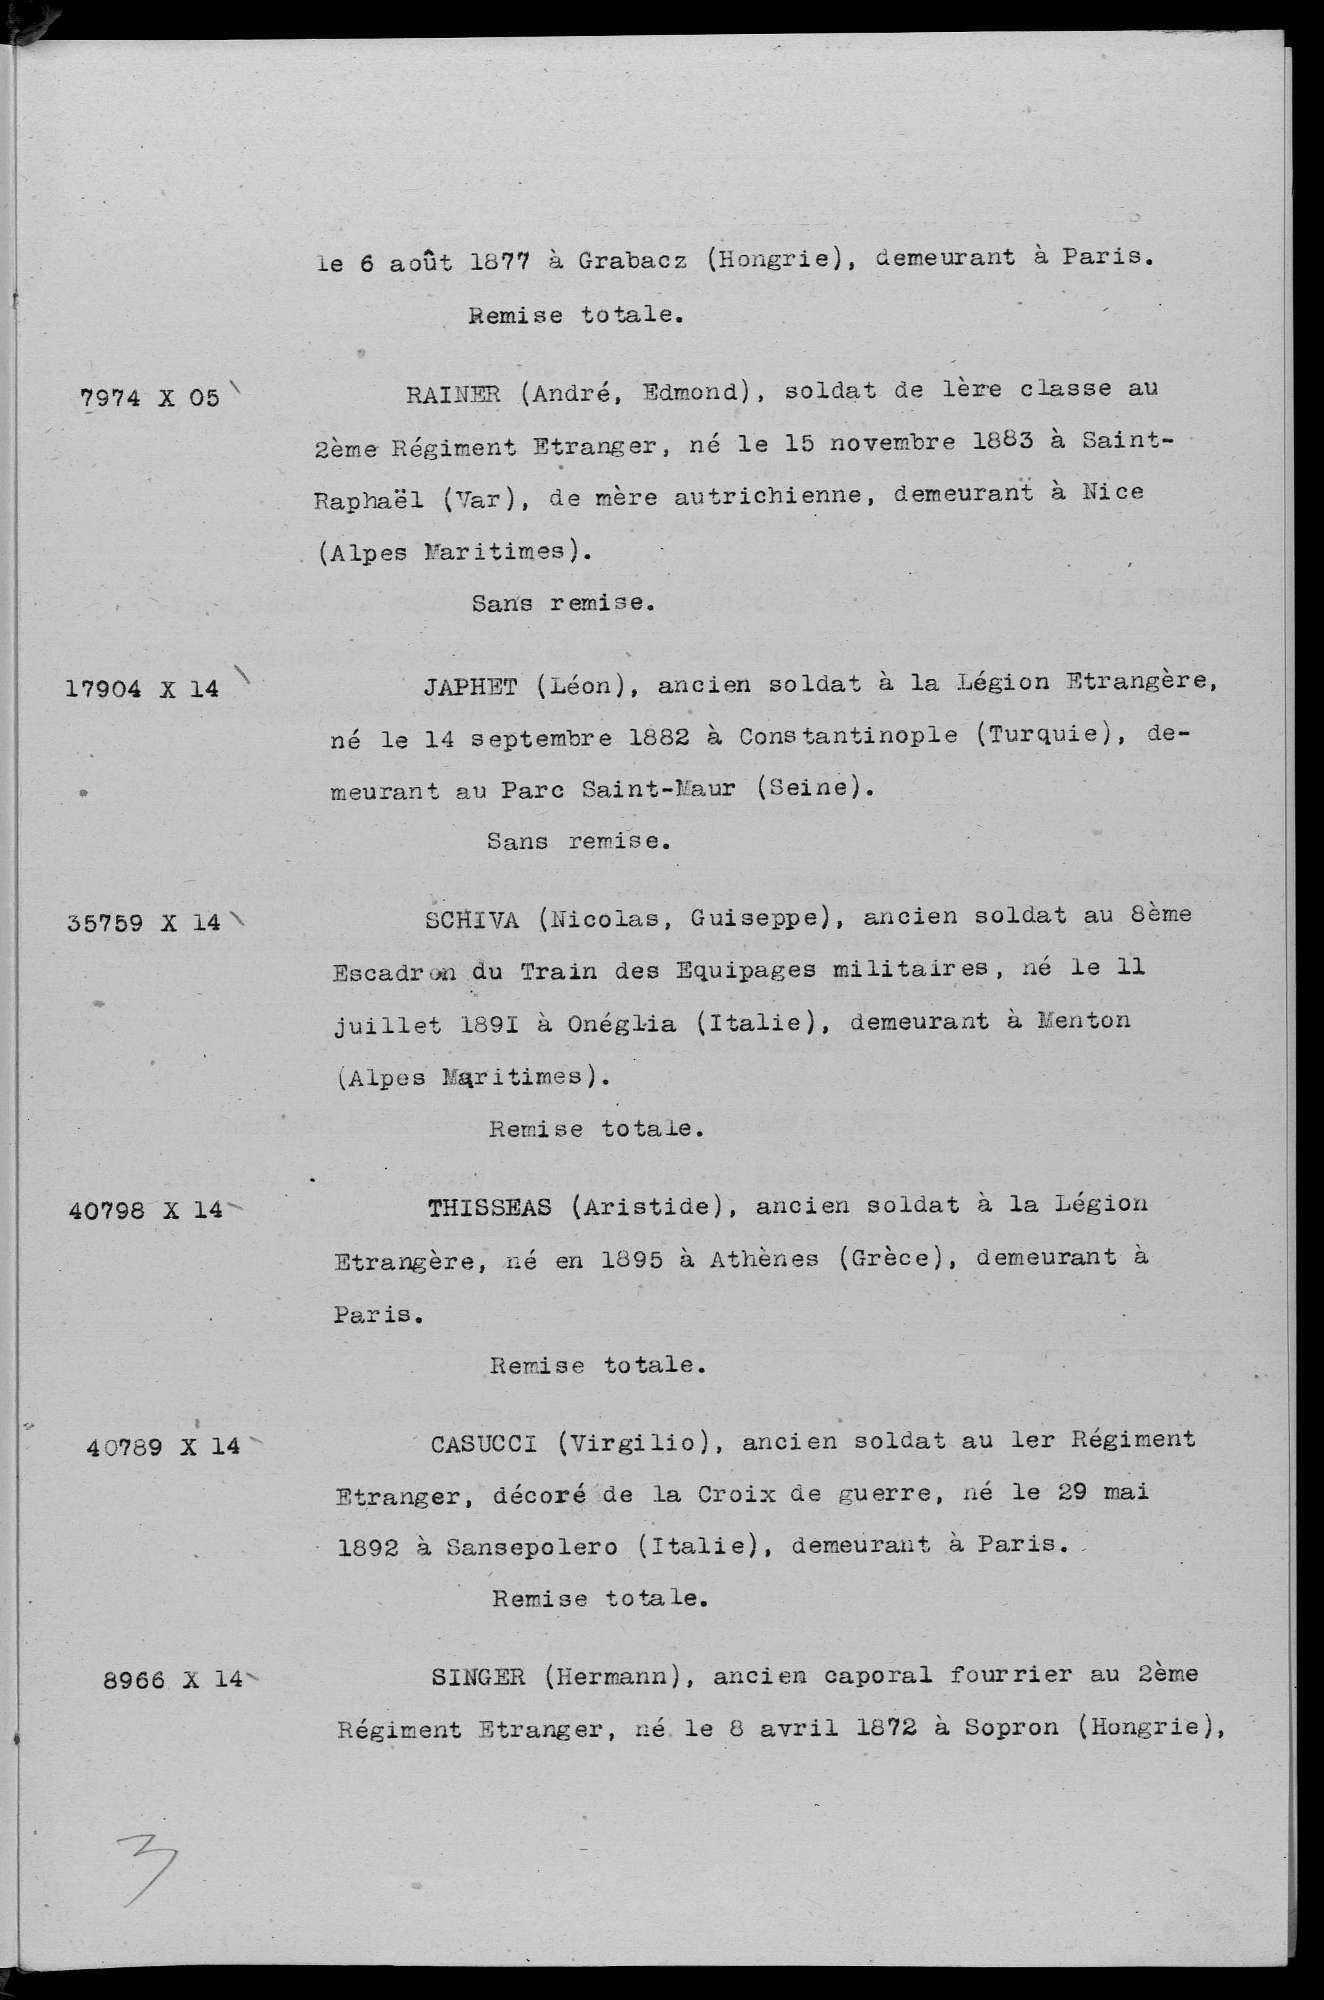 le 6 août 1877 à Grabacz (Hongrie), demeurant à Paris.
Remise totale.
7974 X 05 RAINER (André, Edmond), soldat de 1ère classe au
2ème Régiment Etranger, né le 15 novembre 1883 à Saint-
Raphaël (Var), de mère autrichienne, demeurant à Nice
(Alpes Maritimes).
Sans remise.
17904 X 14 JAPHET (Léon), ancien soldat à la Légion Etrangère,
né le 14 septembre 1882 à Constantinople (Turquie), de-
meurant au Parc Saint-Maur (Seine).
Sans remise.
35759 X 14 SCHIVA (Nicolas, Guiseppe), ancien soldat au 8ème
Escadron du Train des Equipages militaires, né le 11
juillet 1891 à Onéglia (Italie), demeurant à Menton
(Alpes Maritimes).
Remise totale.
40798 X 14 THISSEAS (Aristide), ancien soldat à la Légion
Etrangère, né en 1895 à Athènes (Grèce), demeurant à
Paris.
Remise totale.
40789 X 14 CASUCCI (Virgilio), ancien soldat au 1er Régiment
Etranger, décoré de la Croix de guerre, né le 29 mai
1892 à Sansepolero (Italie), demeurant à Paris.
Remise totale.
8966 X 14 SINGER (Hermann), ancien caporal fourrier au 2ème
Régiment Etranger, né le 8 avril 1872 à Sopron (Hongrie),
3